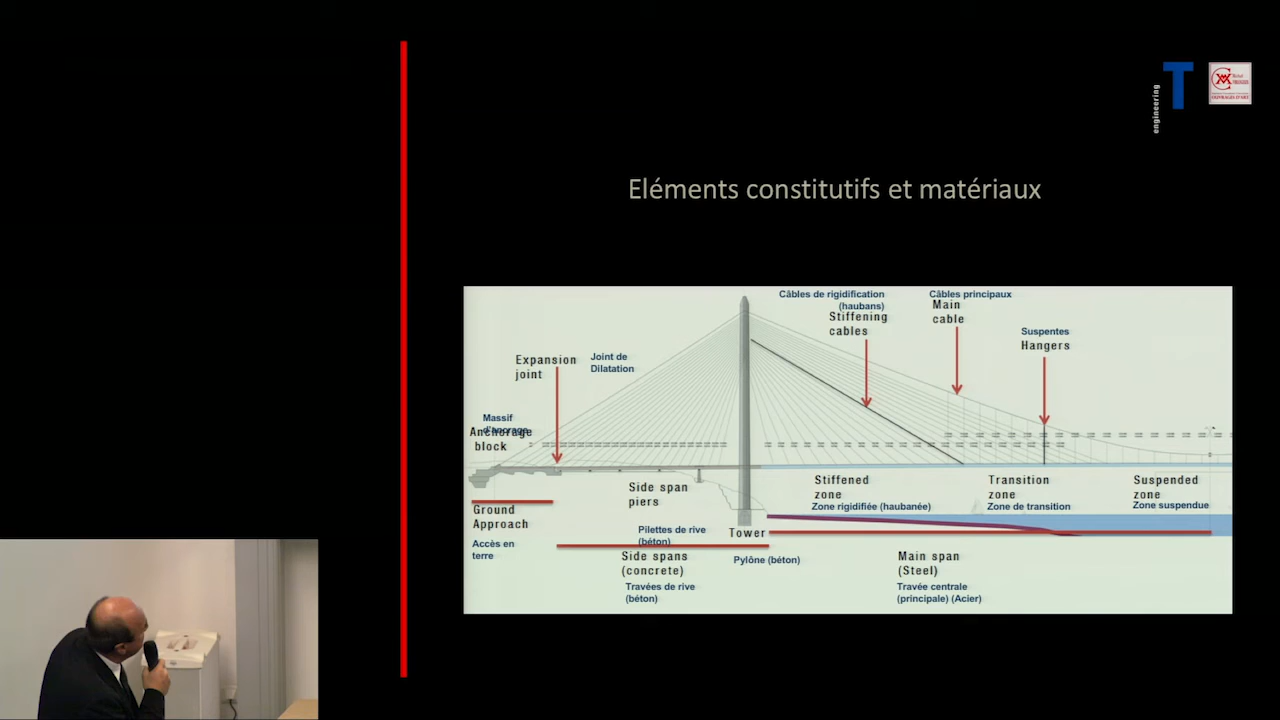 engineering
T
OUVRAGES D'ART
Eléments constitutifs et matériaux
Câbles de rigidification
(haubans)
Stiffening
cables
Câbles principaux
Main
cable
Suspentes
Hangers
Expansion
joint
Joint de
Dilatation
Massif
d'ancrage
Anchorage
block
Side span
piers
Stiffened
zone
Zone rigidifiée (haubanée)
Transition
zone
Zone de transition
Suspended
zone
Zone suspendue
Ground
Approach
Accès en
terre
Pilettes de rive
(béton)
Tower
Pylône (béton)
Side spans
(concrete)
Travées de rive
(béton)
Main span
(Steel)
Travée centrale
(principale) (Acier)